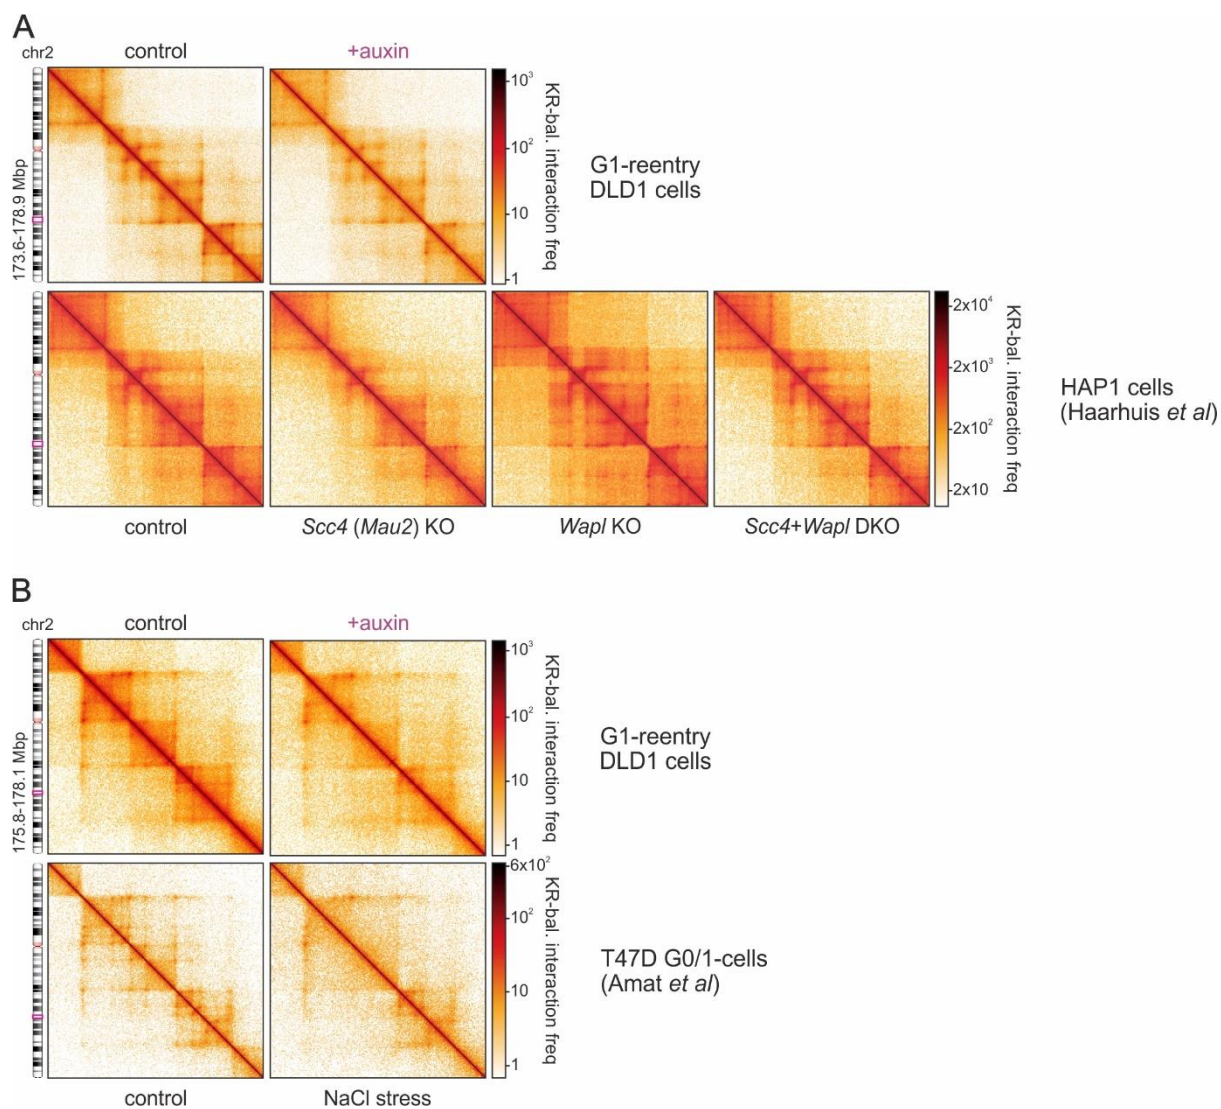 A
chr2
control
+auxin
173.6-178.9 Mbp
10³
10²
10
1
KR-bal. interaction freq
G1-reentry
DLD1 cells
2x10⁴
2x10³
2x10²
2x10
KR-bal. interaction freq
HAP1 cells
(Haarhuis et al)
control
Scc4 (Mau2) KO
Wapl KO
Scc4+Wapl DKO
B
chr2
control
+auxin
175.8-178.1 Mbp
10³
10²
10
1
KR-bal. interaction freq
G1-reentry
DLD1 cells
6x10²
10²
10
1
KR-bal. interaction freq
T47D G0/1-cells
(Amat et al)
control
NaCl stress